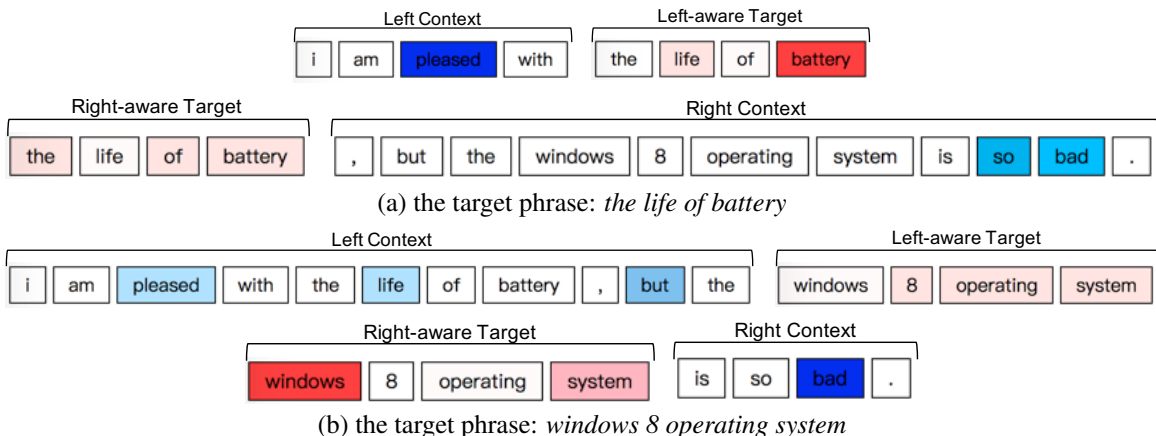 Left Context Left-aware Target
i am pleased with the life of battery
Right-aware Target Right Context
the life of battery , but the windows 8 operating system is so bad .
(a) the target phrase: the life of battery
Left Context Left-aware Target
i am pleased with the life of battery , but the windows 8 operating system
Right-aware Target Right Context
windows 8 operating system is so bad .
(b) the target phrase: windows 8 operating system